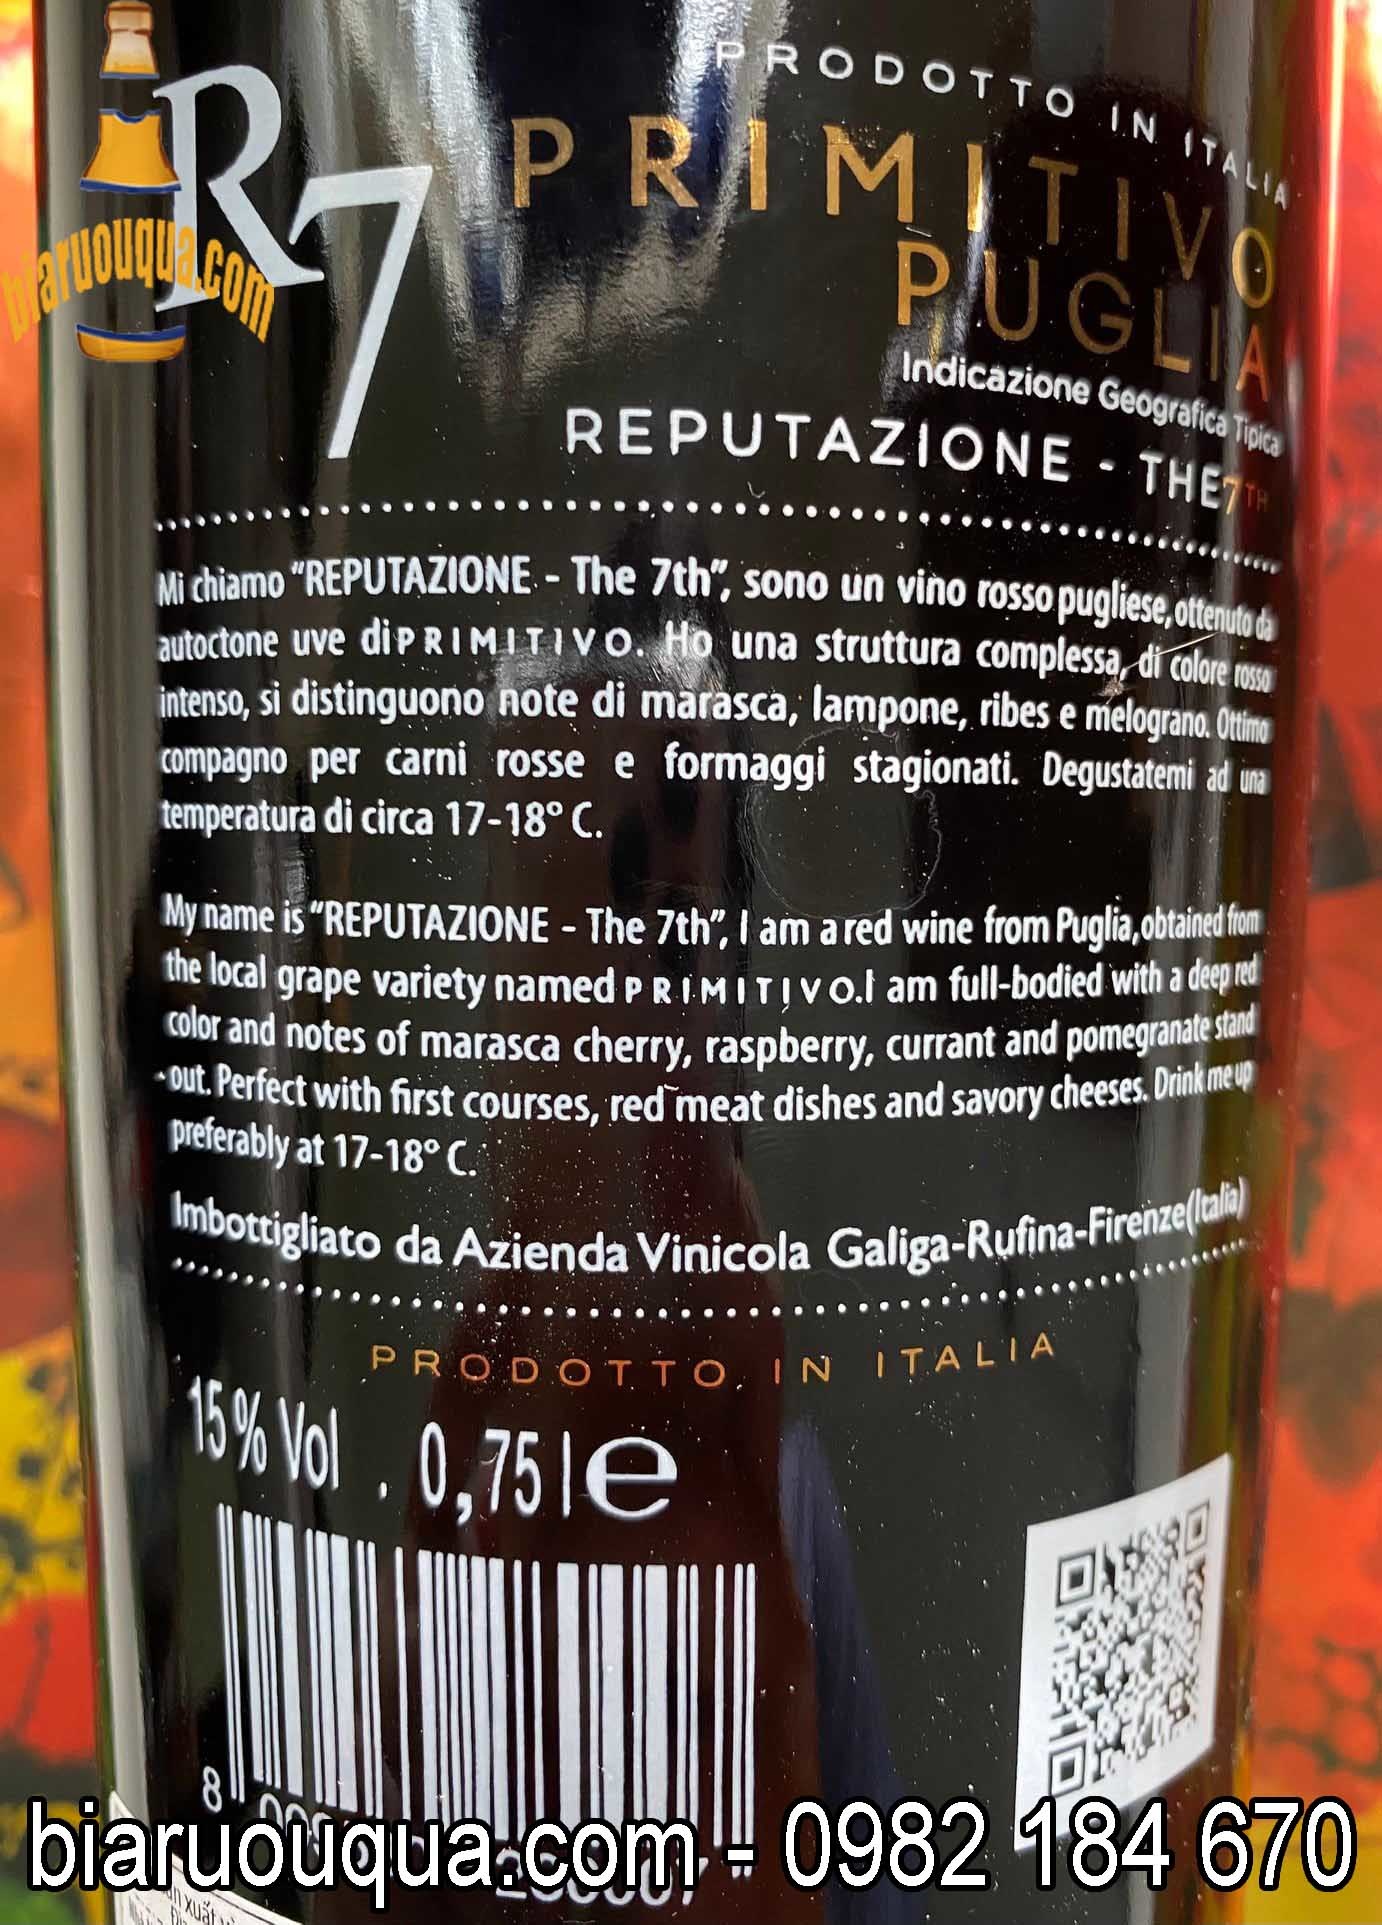 R7
biaruouqua.com
PRODOTTO IN ITALIA
PRIMITIVO
PUGLIA
Indicazione Geografica Tipica
REPUTAZIONE - THE7TH
Mi chiamo “REPUTAZIONE - The 7th”, sono un vino rosso pugliese, ottenuto da
autoctone uve di PRIMITIVO. Ho una struttura complessa, di colore rosso
intenso, si distinguono note di marasca, lampone, ribes e melograno. Ottimo
compagno per carni rosse e formaggi stagionati. Degustatemi ad una
temperatura di circa 17-18° C.
My name is “REPUTAZIONE - The 7th”, I am a red wine from Puglia, obtained from
the local grape variety named PRIMITIVO. I am full-bodied with a deep red
color and notes of marasca cherry, raspberry, currant and pomegranate stand
out. Perfect with first courses, red meat dishes and savory cheeses. Drink me up
preferably at 17-18° C.
Imbottigliato da Azienda Vinicola Galiga-Rufina-Firenze(Italia)
PRODOTTO IN ITALIA
15% Vol . 0,75 l e
8
biaruouqua.com - 0982 184 670
xuất